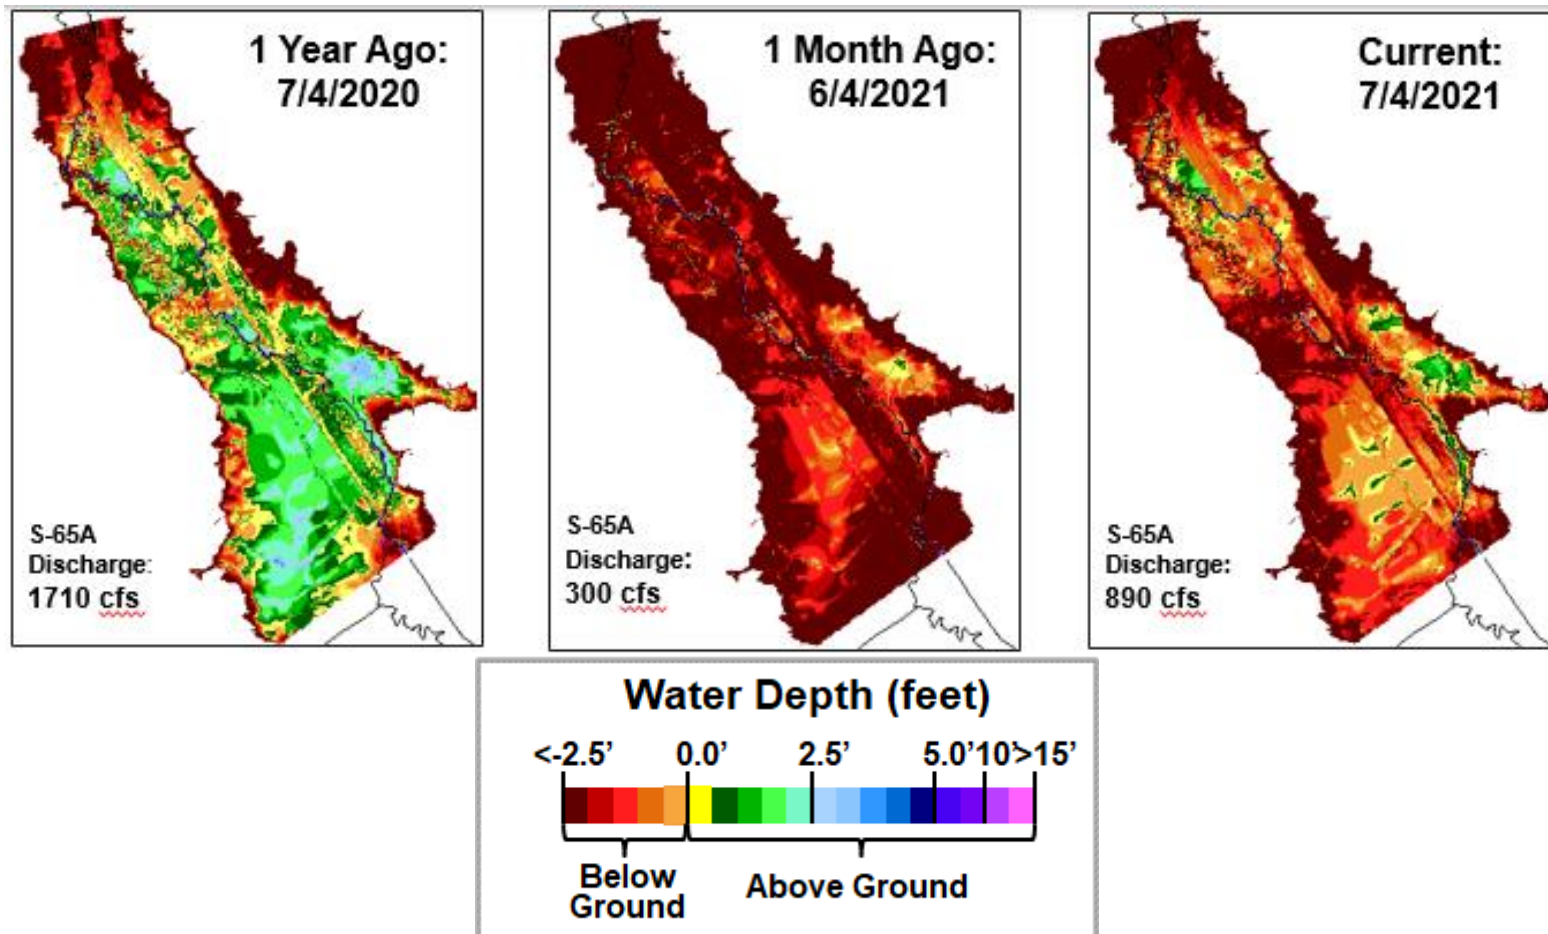 1 Year Ago:
7/4/2020
S-65A
Discharge:
1710 cfs
1 Month Ago:
6/4/2021
S-65A
Discharge:
300 cfs
Current:
7/4/2021
S-65A
Discharge:
890 cfs
Water Depth (feet)
<-2.5' 0.0' 2.5' 5.0'10'>15'
Below
Ground
Above Ground